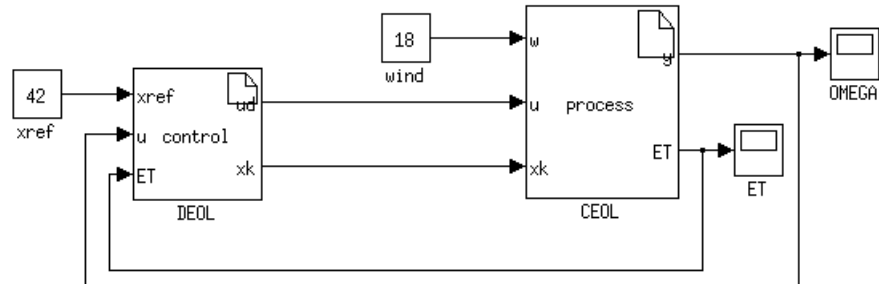 42
xref
xref
u
control
ET
ud
xk
DEOL
18
wind
w
u
process
xk
y
ET
CEOL
OMEGA
ET